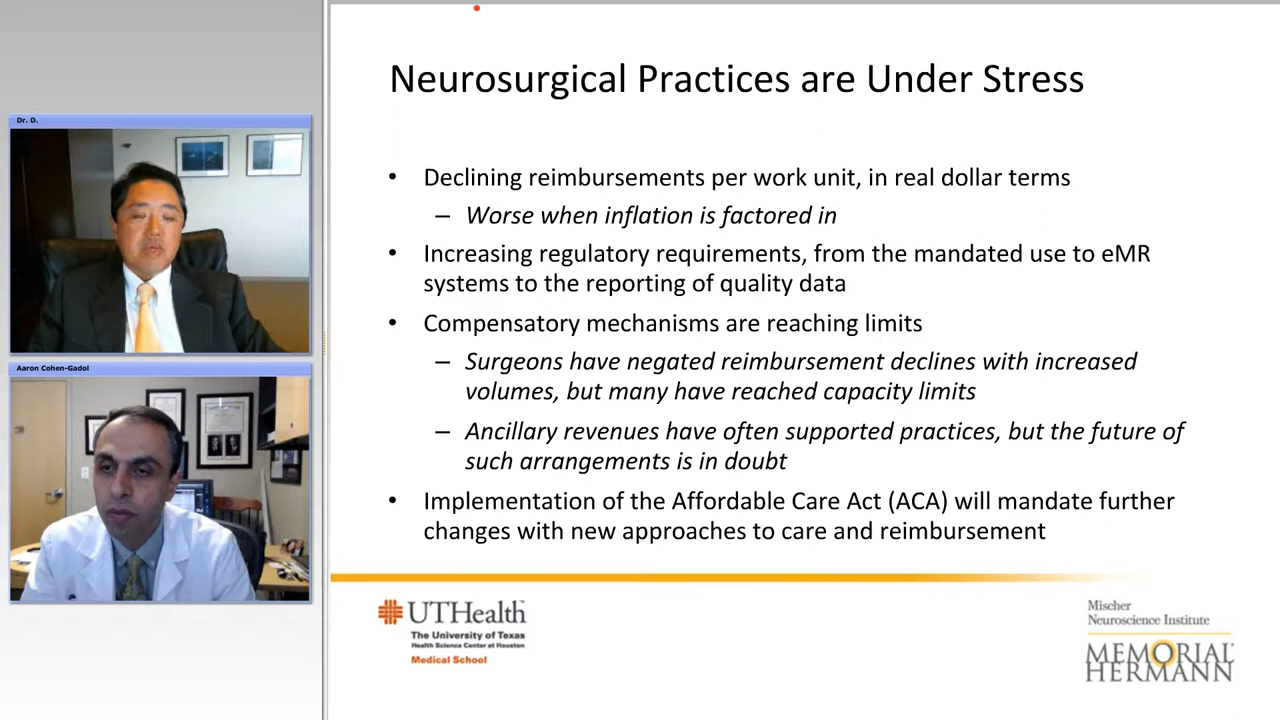 Dr. D.
Aaron Cohen-Gadol
Neurosurgical Practices are Under Stress
• Declining reimbursements per work unit, in real dollar terms
– Worse when inflation is factored in
• Increasing regulatory requirements, from the mandated use to eMR
systems to the reporting of quality data
• Compensatory mechanisms are reaching limits
– Surgeons have negated reimbursement declines with increased
volumes, but many have reached capacity limits
– Ancillary revenues have often supported practices, but the future of
such arrangements is in doubt
• Implementation of the Affordable Care Act (ACA) will mandate further
changes with new approaches to care and reimbursement
UTHealth
The University of Texas
Health Science Center at Houston
Medical School
Mischer
Neuroscience Institute
MEMORIAL
HERMANN